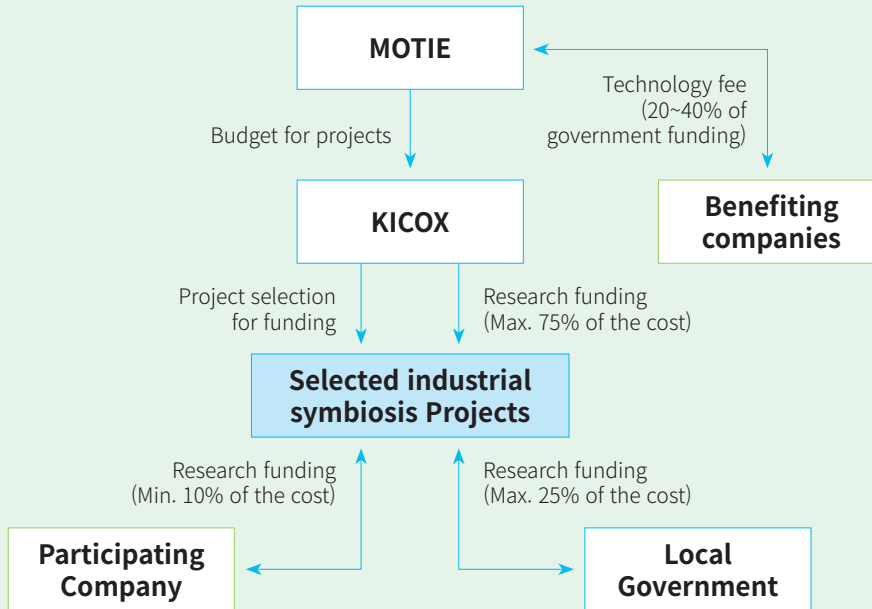 MOTIE
Technology fee
(20~40% of
government funding)
Budget for projects
KICOX
Benefiting
companies
Project selection
for funding
Research funding
(Max. 75% of the cost)
Selected industrial
symbiosis Projects
Research funding
(Min. 10% of the cost)
Research funding
(Max. 25% of the cost)
Participating
Company
Local
Government